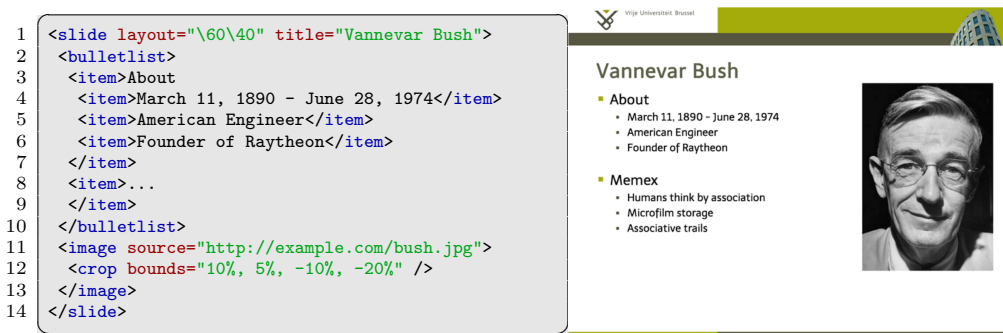 1 <slide layout="\60\40" title="Vannevar Bush">
2 <bulletlist>
3 <item>About
4 <item>March 11, 1890 - June 28, 1974</item>
5 <item>American Engineer</item>
6 <item>Founder of Raytheon</item>
7 </item>
8 <item>...
9 </item>
10 </bulletlist>
11 <image source="http://example.com/bush.jpg">
12 <crop bounds="10%, 5%, -10%, -20%" />
13 </image>
14 </slide>
Vrije Universiteit Brussel
Vannevar Bush
▪ About
▪ March 11, 1890 – June 28, 1974
▪ American Engineer
▪ Founder of Raytheon
▪ Memex
▪ Humans think by association
▪ Microfilm storage
▪ Associative trails